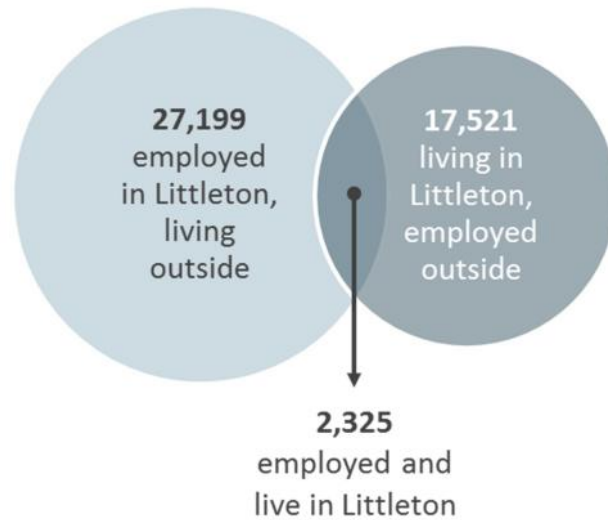 27,199
employed
in Littleton,
living
outside
17,521
living in
Littleton,
employed
outside
2,325
employed and
live in Littleton